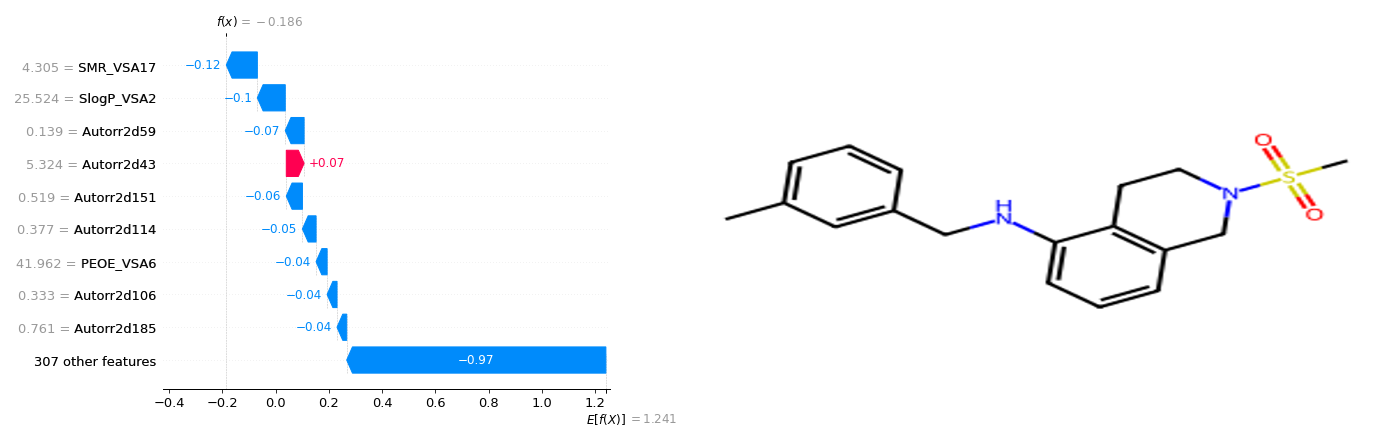 f(x) = −0.186
4.305 = SMR_VSA17
−0.12
25.524 = SlogP_VSA2
−0.1
0.139 = Autorr2d59
−0.07
5.324 = Autorr2d43
+0.07
0.519 = Autorr2d151
−0.06
0.377 = Autorr2d114
−0.05
41.962 = PEOE_VSA6
−0.04
0.333 = Autorr2d106
−0.04
0.761 = Autorr2d185
−0.04
307 other features
−0.97
−0.4 −0.2 0.0 0.2 0.4 0.6 0.8 1.0 1.2
E[f(X)] = 1.241
O
S
N
O
H
N